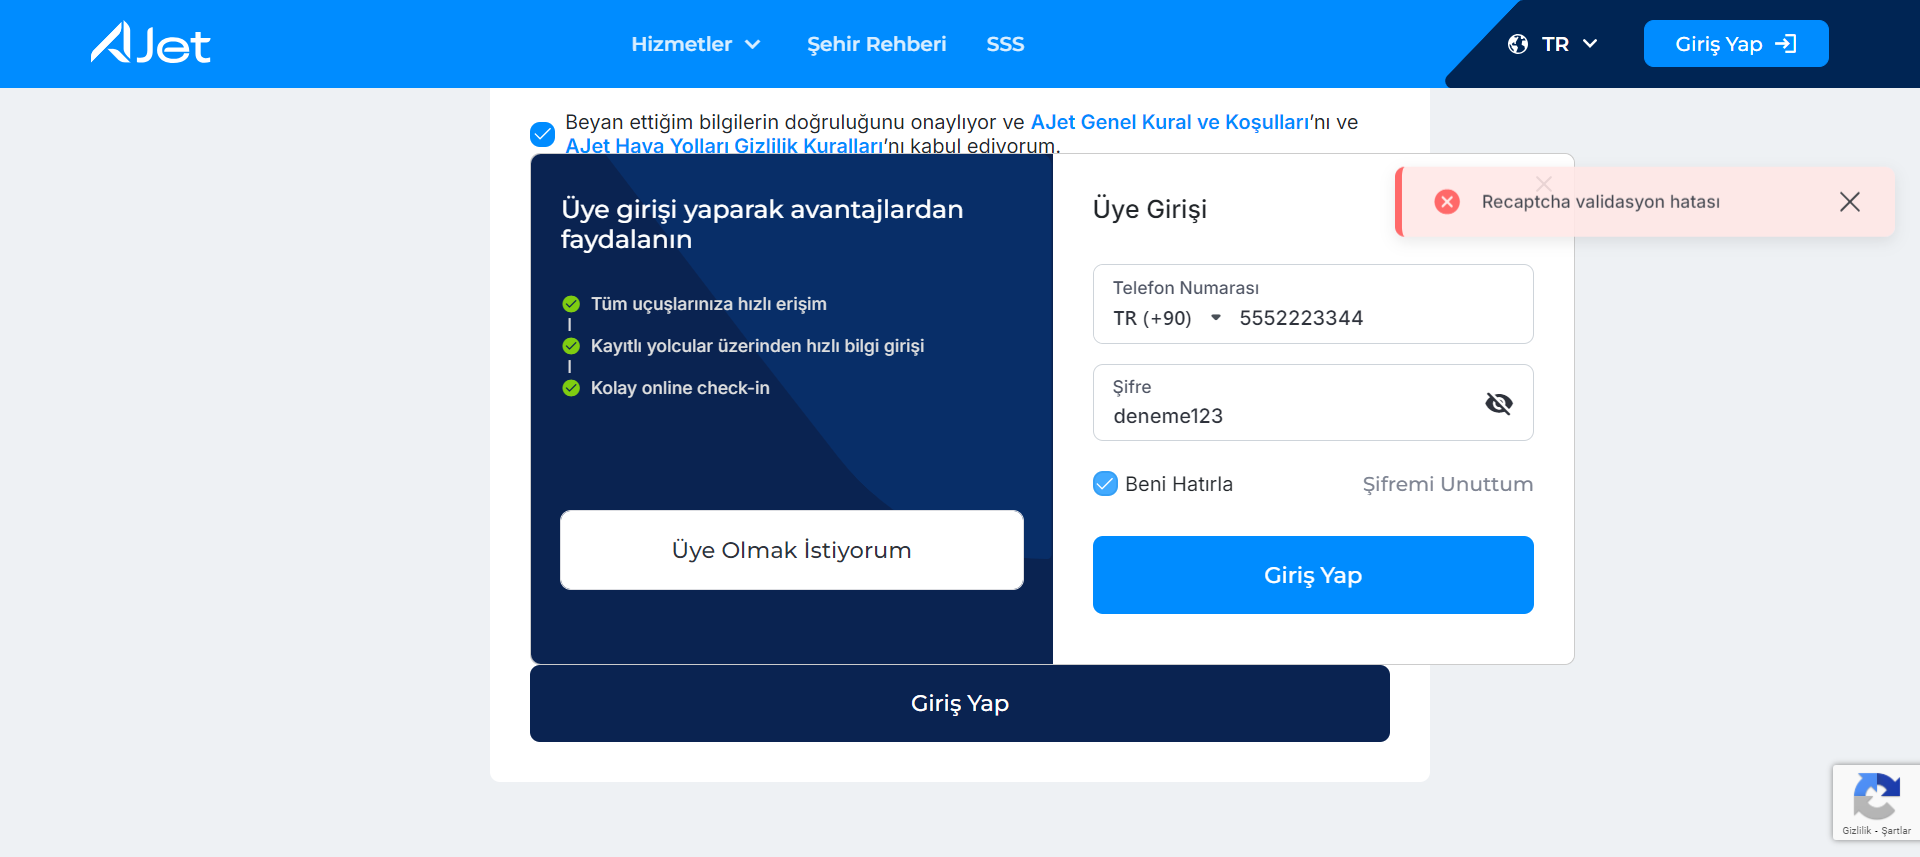 AJet
Hizmetler
Şehir Rehberi
SSS
TR
Giriş Yap
Beyan ettiğim bilgilerin doğruluğunu onaylıyor ve AJet Genel Kural ve Koşulları'nı ve
AJet Hava Yolları Gizlilik Kuralları'nı kabul ediyorum.
Üye girişi yaparak avantajlardan
faydalanın
Tüm uçuşlarınıza hızlı erişim
Kayıtlı yolcular üzerinden hızlı bilgi girişi
Kolay online check-in
Üye Olmak İstiyorum
Üye Girişi
Recaptcha validasyon hatası
Telefon Numarası
TR (+90) 5552223344
Şifre
deneme123
Beni Hatırla
Şifremi Unuttum
Giriş Yap
Giriş Yap
Gizlilik - Şartlar